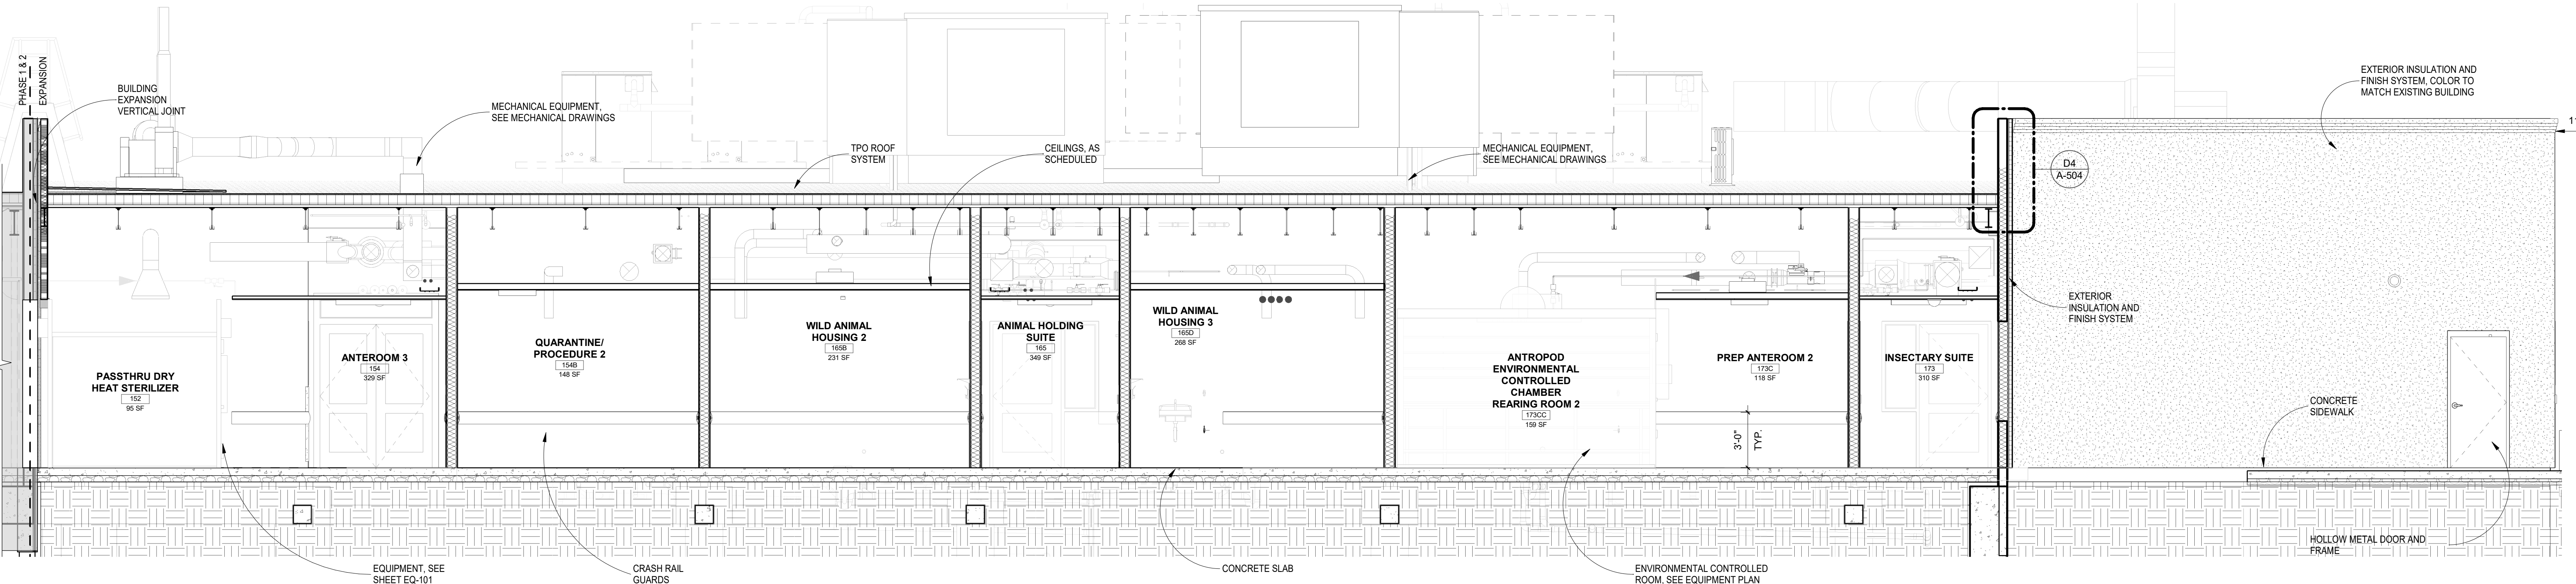 PHASE 1 & 2
EXPANSION
BUILDING
EXPANSION
VERTICAL JOINT
MECHANICAL EQUIPMENT,
SEE MECHANICAL DRAWINGS
TPO ROOF
SYSTEM
CEILINGS, AS
SCHEDULED
MECHANICAL EQUIPMENT,
SEE MECHANICAL DRAWINGS
D4
A-504
EXTERIOR INSULATION AND
FINISH SYSTEM, COLOR TO
MATCH EXISTING BUILDING
11
PASSTHRU DRY
HEAT STERILIZER
152
95 SF
ANTEROOM 3
154
329 SF
QUARANTINE/
PROCEDURE 2
154B
148 SF
WILD ANIMAL
HOUSING 2
165B
231 SF
ANIMAL HOLDING
SUITE
165
349 SF
WILD ANIMAL
HOUSING 3
165D
268 SF
ANTROPOD
ENVIRONMENTAL
CONTROLLED
CHAMBER
REARING ROOM 2
173CC
159 SF
PREP ANTEROOM 2
173C
118 SF
3'-0"
TYP.
INSECTARY SUITE
173
310 SF
EXTERIOR
INSULATION AND
FINISH SYSTEM
CONCRETE
SIDEWALK
EQUIPMENT, SEE
SHEET EQ-101
CRASH RAIL
GUARDS
CONCRETE SLAB
ENVIRONMENTAL CONTROLLED
ROOM, SEE EQUIPMENT PLAN
HOLLOW METAL DOOR AND
FRAME